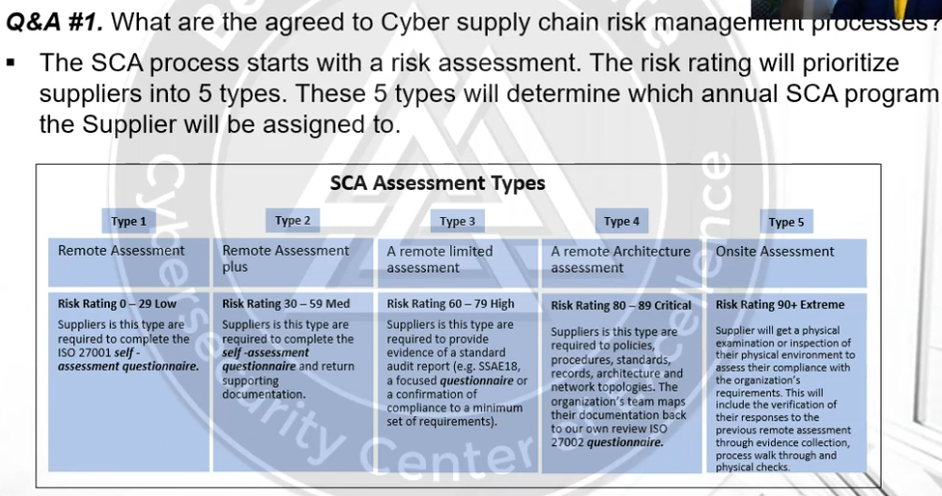 Q&A #1. What are the agreed to Cyber supply chain risk management processes?
▪ The SCA process starts with a risk assessment. The risk rating will prioritize
suppliers into 5 types. These 5 types will determine which annual SCA program
the Supplier will be assigned to.
SCA Assessment Types
Type 1
Remote Assessment
Risk Rating 0 – 29 Low
Suppliers is this type are
required to complete the
ISO 27001 self -
assessment questionnaire.
Type 2
Remote Assessment
plus
Risk Rating 30 – 59 Med
Suppliers is this type are
required to complete the
self -assessment
questionnaire and return
supporting
documentation.
Type 3
A remote limited
assessment
Risk Rating 60 – 79 High
Suppliers is this type are
required to provide
evidence of a standard
audit report (e.g. SSAE18,
a focused questionnaire or
a confirmation of
compliance to a minimum
set of requirements).
Type 4
A remote Architecture
assessment
Risk Rating 80 – 89 Critical
Suppliers is this type are
required to policies,
procedures, standards,
records, architecture and
network topologies. The
organization's team maps
their documentation back
to our own review ISO
27002 questionnaire.
Type 5
Onsite Assessment
Risk Rating 90+ Extreme
Supplier will get a physical
examination or inspection of
their physical environment to
assess their compliance with
the organization's
requirements. This will
include the verification of
their responses to the
previous remote assessment
through evidence collection,
process walk through and
physical checks.
Cybersecurity Center